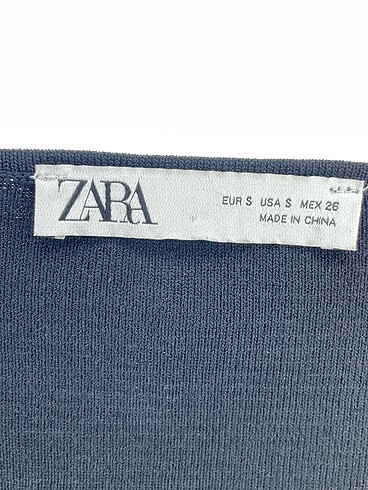 ZARA
EUR S USA S MEX 26
MADE IN CHINA